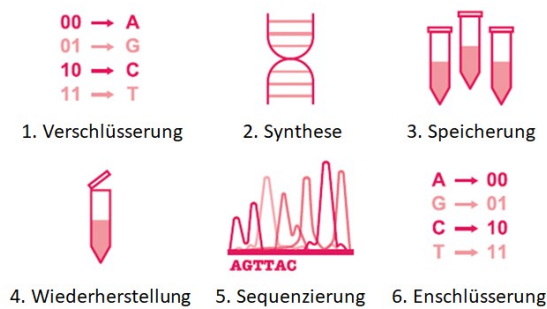 00 → A
01 → G
10 → C
11 → T
1. Verschlüsserung
2. Synthese
3. Speicherung
AGTTAC
A → 00
G → 01
C → 10
T → 11
4. Wiederherstellung
5. Sequenzierung
6. Enschlüsserung